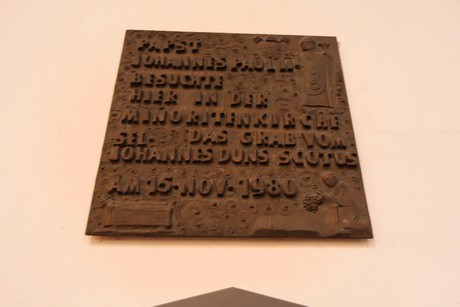 PAPST
JOHANNES PAUL II.
BESUCHTE
HIER IN DER
MINORITENKIRCHE
SEL. DAS GRAB VOM
JOHANNES DUNS SCOTUS
AM 15. NOV. 1980